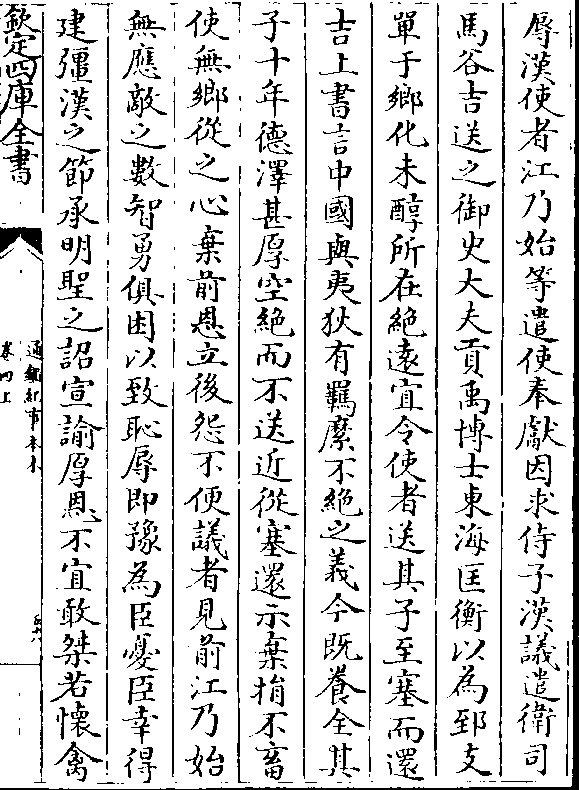 辱漢使者江乃始等遣使奉獻因求侍子漢議遣衛司
馬谷吉送之御史大夫貢禹博士東海匡衡以為郅支
單于鄉化未醇所在絶遠宜令使者送其子至塞而還
吉上書言中國與夷狄有羈縻不絶之義今既養全其
子十年德澤甚厚空絶而不送近從塞還示棄捐不畜
使無鄉從之心棄前恩立後怨不便議者見前江乃始
無應敵之數智勇俱困以致恥辱即豫為臣憂臣幸得
建彊漢之節承明聖之詔宣諭厚恩不宜敢桀若懷禽
欽定四庫全書
通鑑紀事本末
卷四上